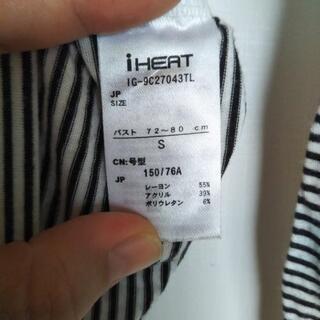 iHEAT
IG-9C27043TL
JP
SIZE
バスト 72～80 cm
S
CN:号型
JP 150/76A
レーヨン 55%
アクリル 39%
ポリウレタン 6%